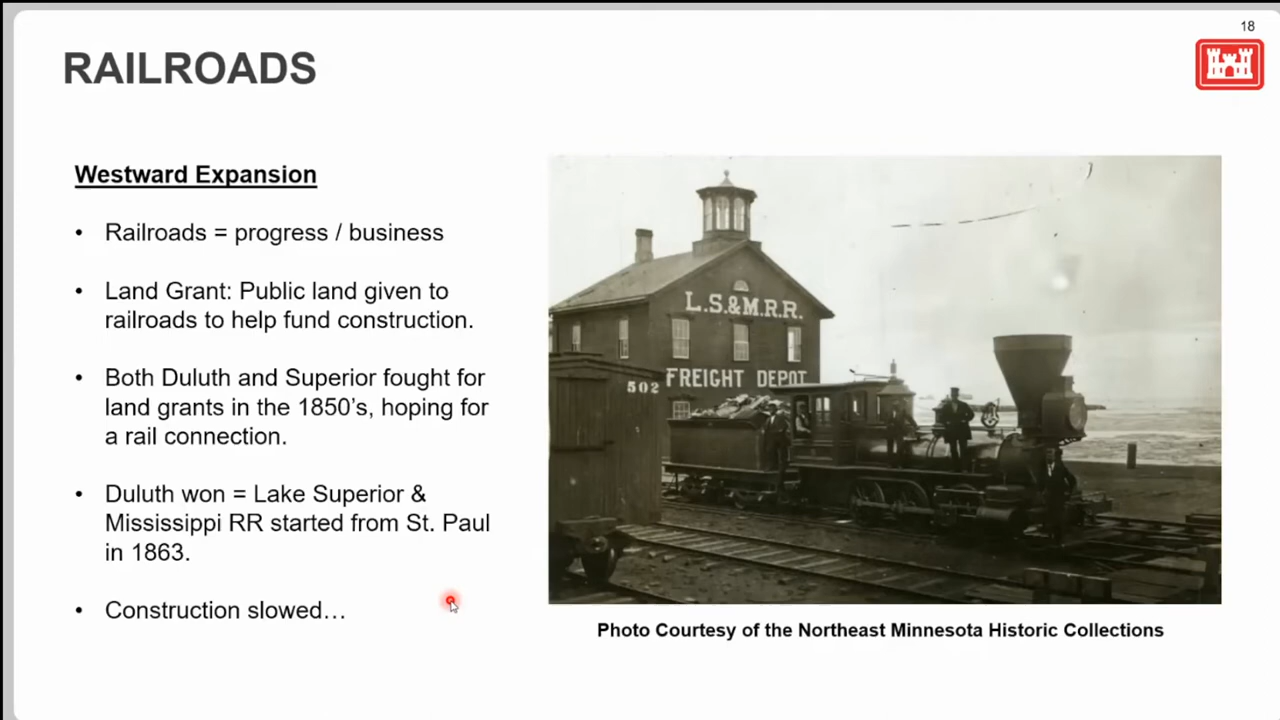 18
RAILROADS
Westward Expansion
• Railroads = progress / business
• Land Grant: Public land given to
railroads to help fund construction.
• Both Duluth and Superior fought for
land grants in the 1850’s, hoping for
a rail connection.
• Duluth won = Lake Superior &
Mississippi RR started from St. Paul
in 1863.
• Construction slowed…
L.S.&M.R.R.
FREIGHT DEPOT
502
Photo Courtesy of the Northeast Minnesota Historic Collections